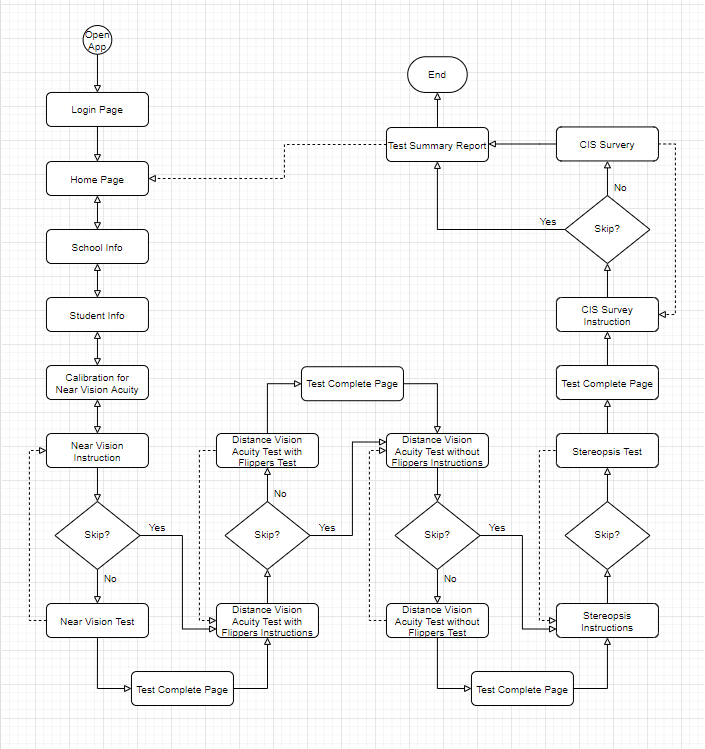 Open
App
Login Page
Home Page
School Info
Student Info
Calibration for
Near Vision Acuity
Near Vision
Instruction
Skip?
Yes
No
Near Vision Test
Test Complete Page
Distance Vision
Acuity Test with
Flippers Instructions
Skip?
Yes
No
Distance Vision
Acuity Test with
Flippers Test
Test Complete Page
Distance Vision
Acuity Test without
Flippers Instructions
Skip?
Yes
No
Distance Vision
Acuity Test without
Flippers Test
Test Complete Page
Stereopsis
Instructions
Skip?
Stereopsis Test
Test Complete Page
CIS Survey
Instruction
Skip?
Yes
No
CIS Survery
Test Summary Report
End